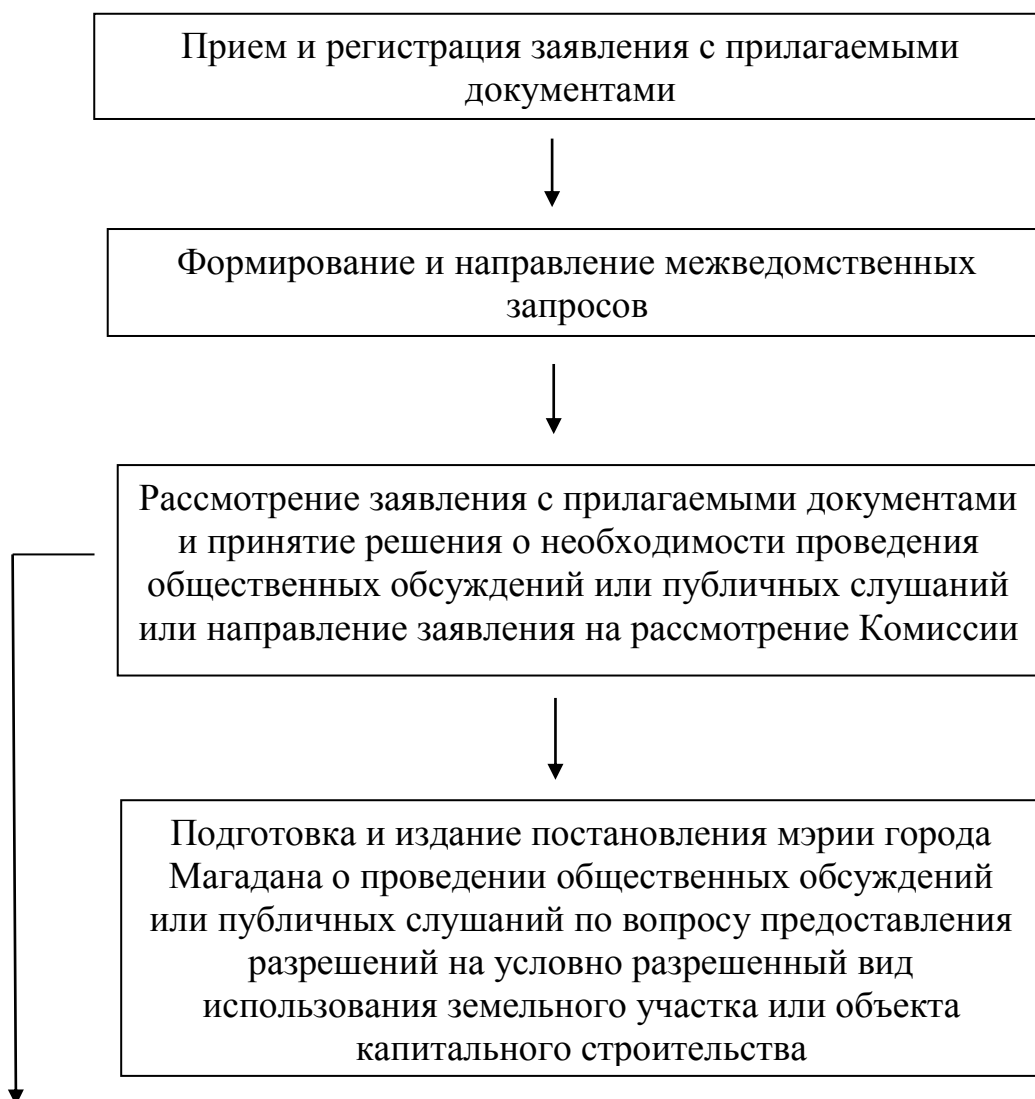 Прием и регистрация заявления с прилагаемыми
документами
Формирование и направление межведомственных
запросов
Рассмотрение заявления с прилагаемыми документами
и принятие решения о необходимости проведения
общественных обсуждений или публичных слушаний
или направление заявления на рассмотрение Комиссии
Подготовка и издание постановления мэрии города
Магадана о проведении общественных обсуждений
или публичных слушаний по вопросу предоставления
разрешений на условно разрешенный вид
использования земельного участка или объекта
капитального строительства